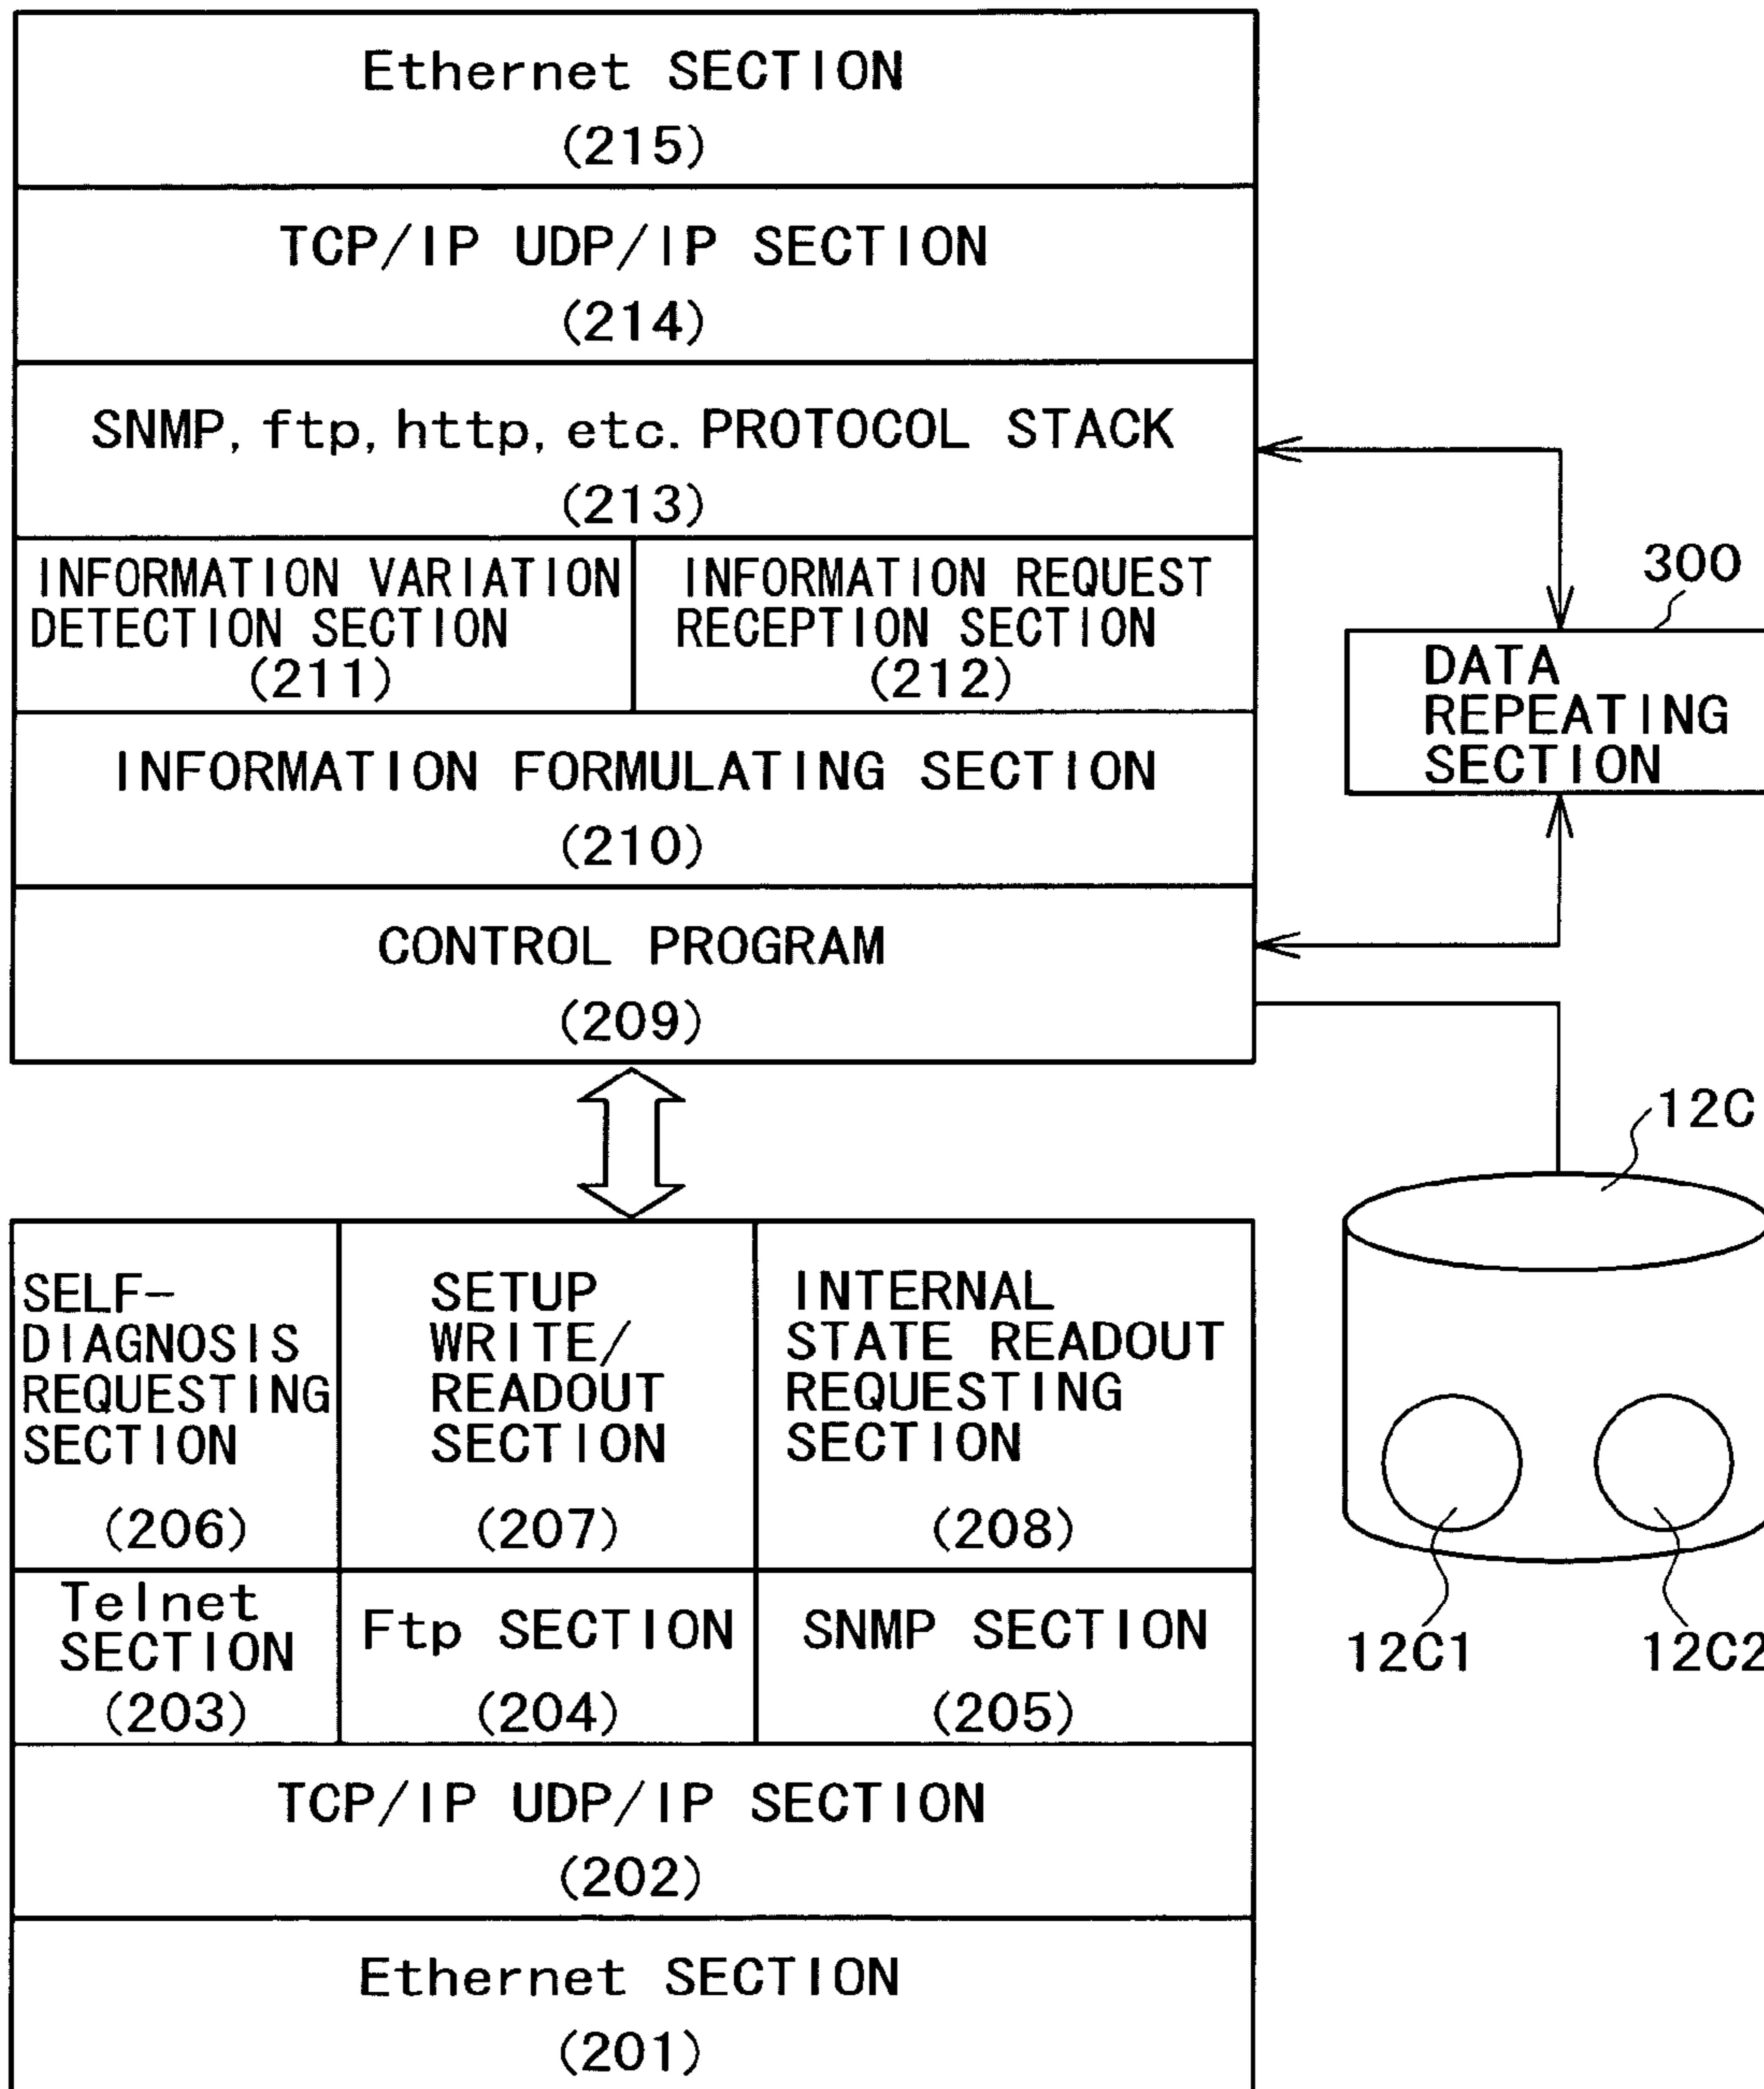 Ethernet SECTION
(215)
TCP/IP UDP/IP SECTION
(214)
SNMP, ftp, http, etc. PROTOCOL STACK
(213)
INFORMATION VARIATION
DETECTION SECTION
(211)
INFORMATION REQUEST
RECEPTION SECTION
(212)
INFORMATION FORMULATING SECTION
(210)
CONTROL PROGRAM
(209)
300
DATA
REPEATING
SECTION
12C
12C1
12C2
SELF-
DIAGNOSIS
REQUESTING
SECTION
(206)
SETUP
WRITE/
READOUT
SECTION
(207)
INTERNAL
STATE READOUT
REQUESTING
SECTION
(208)
Telnet
SECTION
(203)
Ftp SECTION
(204)
SNMP SECTION
(205)
TCP/IP UDP/IP SECTION
(202)
Ethernet SECTION
(201)